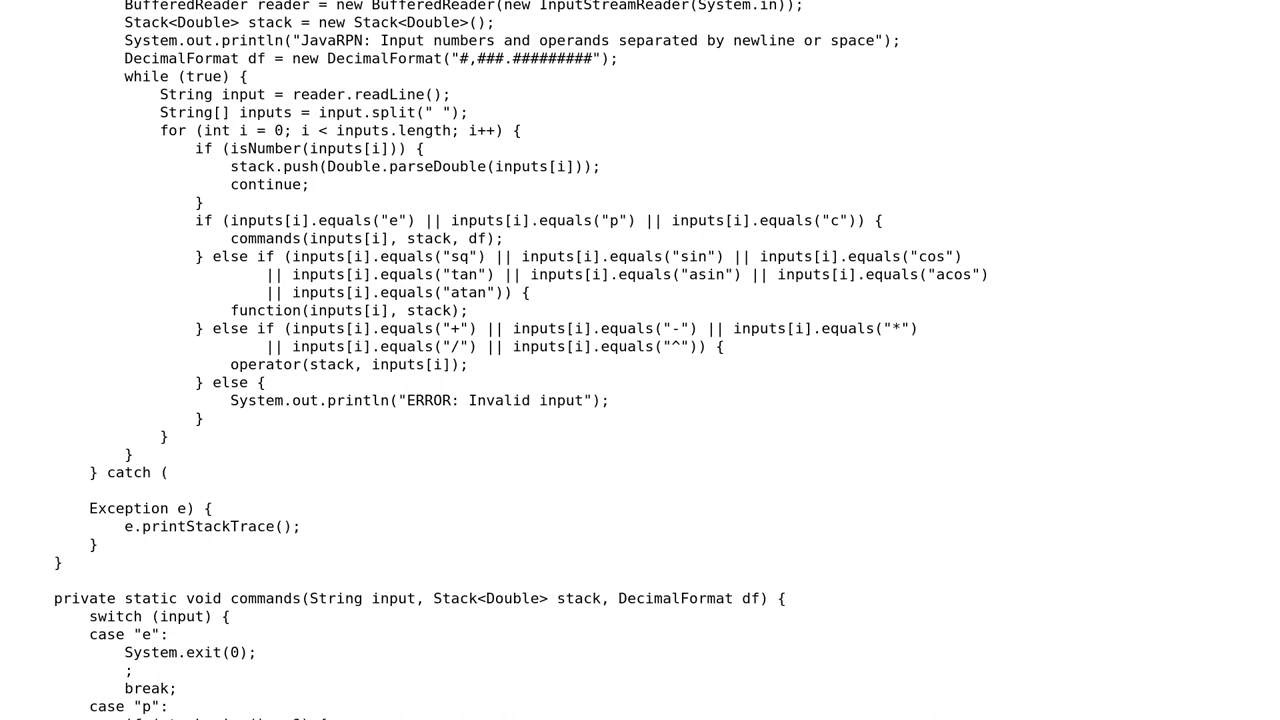 BufferedReader reader = new BufferedReader(new InputStreamReader(System.in));
Stack<Double> stack = new Stack<Double>();
System.out.println("JavaRPN: Input numbers and operands separated by newline or space");
DecimalFormat df = new DecimalFormat("#,###.#########");
while (true) {
String input = reader.readLine();
String[] inputs = input.split(" ");
for (int i = 0; i < inputs.length; i++) {
if (isNumber(inputs[i])) {
stack.push(Double.parseDouble(inputs[i]));
continue;
}
if (inputs[i].equals("e") || inputs[i].equals("p") || inputs[i].equals("c")) {
commands(inputs[i], stack, df);
} else if (inputs[i].equals("sq") || inputs[i].equals("sin") || inputs[i].equals("cos")
|| inputs[i].equals("tan") || inputs[i].equals("asin") || inputs[i].equals("acos")
|| inputs[i].equals("atan")) {
function(inputs[i], stack);
} else if (inputs[i].equals("+") || inputs[i].equals("-") || inputs[i].equals("*")
|| inputs[i].equals("/") || inputs[i].equals("^")) {
operator(stack, inputs[i]);
} else {
System.out.println("ERROR: Invalid input");
}
}
}
} catch (
Exception e) {
e.printStackTrace();
}
}
private static void commands(String input, Stack<Double> stack, DecimalFormat df) {
switch (input) {
case "e":
System.exit(0);
;
break;
case "p":